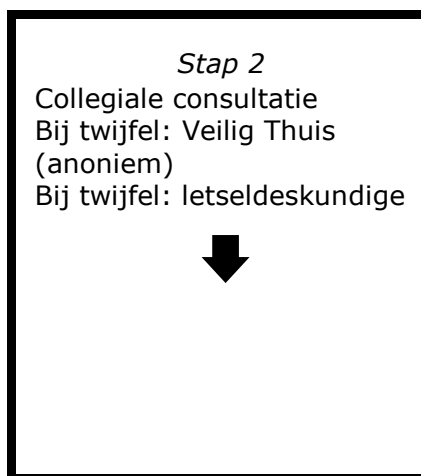 Stap 2
Collegiale consultatie
Bij twijfel: Veilig Thuis
(anoniem)
Bij twijfel: letseldeskundige